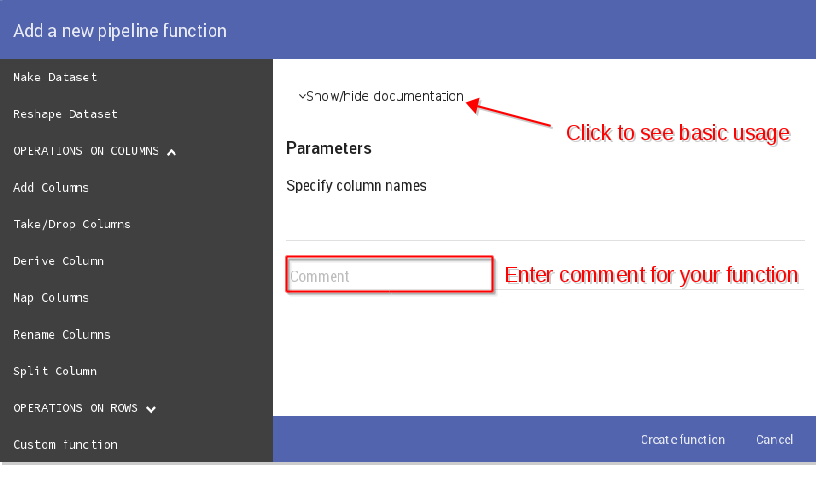 Add a new pipeline function
Make Dataset
Reshape Dataset
OPERATIONS ON COLUMNS
Add Columns
Take/Drop Columns
Derive Column
Map Columns
Rename Columns
Split Column
OPERATIONS ON ROWS
Custom function
Show/hide documentation
Click to see basic usage
Parameters
Specify column names
Comment
Enter comment for your function
Create function
Cancel